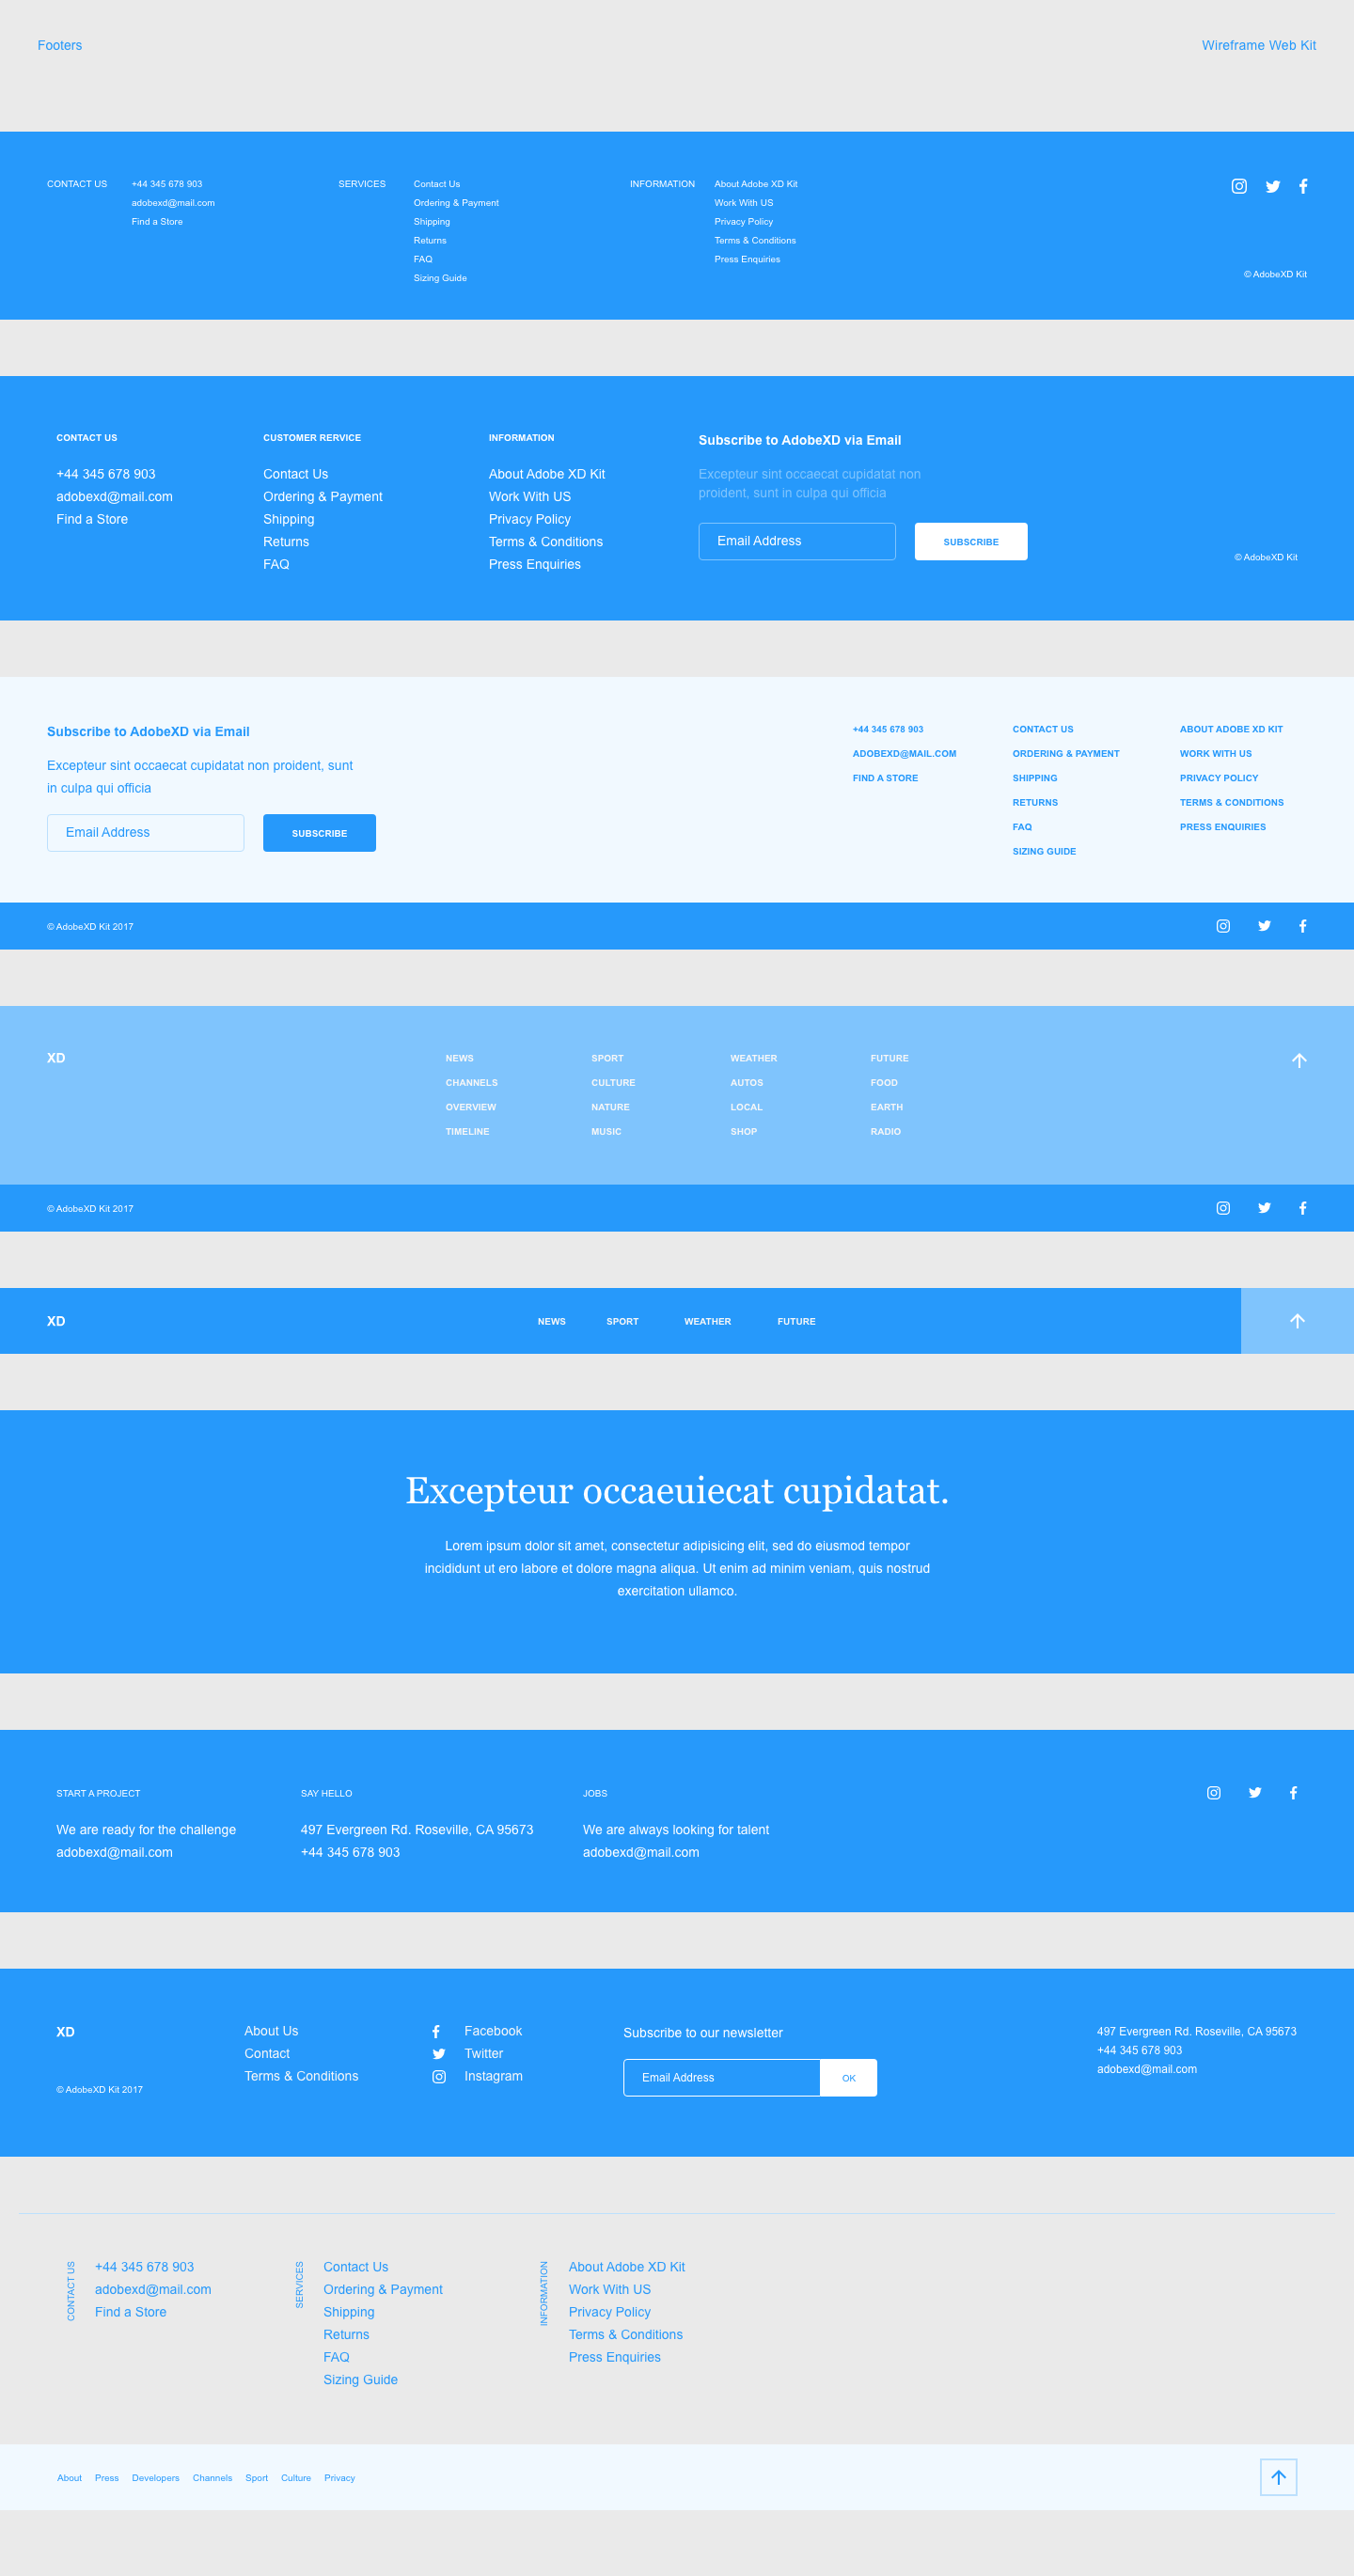 Footers
Wireframe Web Kit
CONTACT US
+44 345 678 903
adobexd@mail.com
Find a Store
SERVICES
Contact Us
Ordering & Payment
Shipping
Returns
FAQ
Sizing Guide
INFORMATION
About Adobe XD Kit
Work With US
Privacy Policy
Terms & Conditions
Press Enquiries
© AdobeXD Kit
CONTACT US
+44 345 678 903
adobexd@mail.com
Find a Store
CUSTOMER RERVICE
Contact Us
Ordering & Payment
Shipping
Returns
FAQ
INFORMATION
About Adobe XD Kit
Work With US
Privacy Policy
Terms & Conditions
Press Enquiries
Subscribe to AdobeXD via Email
Excepteur sint occaecat cupidatat non
proident, sunt in culpa qui officia
Email Address
SUBSCRIBE
© AdobeXD Kit
Subscribe to AdobeXD via Email
Excepteur sint occaecat cupidatat non proident, sunt
in culpa qui officia
Email Address
SUBSCRIBE
+44 345 678 903
ADOBEXD@MAIL.COM
FIND A STORE
CONTACT US
ORDERING & PAYMENT
SHIPPING
RETURNS
FAQ
SIZING GUIDE
ABOUT ADOBE XD KIT
WORK WITH US
PRIVACY POLICY
TERMS & CONDITIONS
PRESS ENQUIRIES
© AdobeXD Kit 2017
XD
NEWS
CHANNELS
OVERVIEW
TIMELINE
SPORT
CULTURE
NATURE
MUSIC
WEATHER
AUTOS
LOCAL
SHOP
FUTURE
FOOD
EARTH
RADIO
© AdobeXD Kit 2017
XD
NEWS
SPORT
WEATHER
FUTURE
Excepteur occaeuiecat cupidatat.
Lorem ipsum dolor sit amet, consectetur adipisicing elit, sed do eiusmod tempor
incididunt ut ero labore et dolore magna aliqua. Ut enim ad minim veniam, quis nostrud
exercitation ullamco.
START A PROJECT
We are ready for the challenge
adobexd@mail.com
SAY HELLO
497 Evergreen Rd. Roseville, CA 95673
+44 345 678 903
JOBS
We are always looking for talent
adobexd@mail.com
XD
© AdobeXD Kit 2017
About Us
Contact
Terms & Conditions
Facebook
Twitter
Instagram
Subscribe to our newsletter
Email Address
OK
497 Evergreen Rd. Roseville, CA 95673
+44 345 678 903
adobexd@mail.com
CONTACT US
+44 345 678 903
adobexd@mail.com
Find a Store
SERVICES
Contact Us
Ordering & Payment
Shipping
Returns
FAQ
Sizing Guide
INFORMATION
About Adobe XD Kit
Work With US
Privacy Policy
Terms & Conditions
Press Enquiries
About Press Developers Channels Sport Culture Privacy